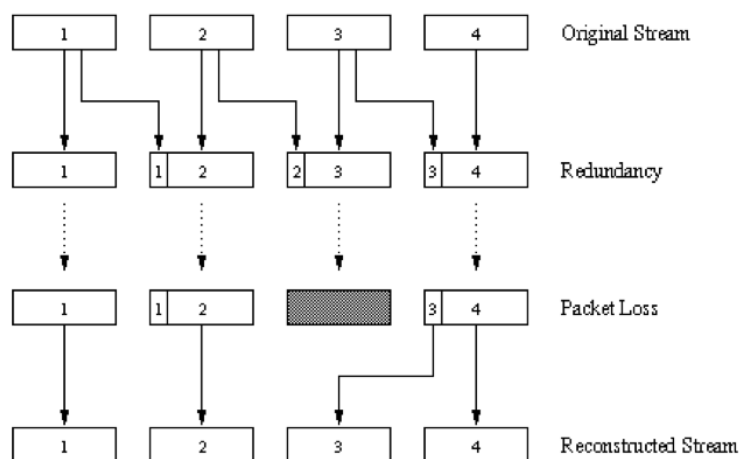 1 2 3 4 Original Stream
1 1 2 2 3 3 4 Redundancy
1 1 2 3 4 Packet Loss
1 2 3 4 Reconstructed Stream